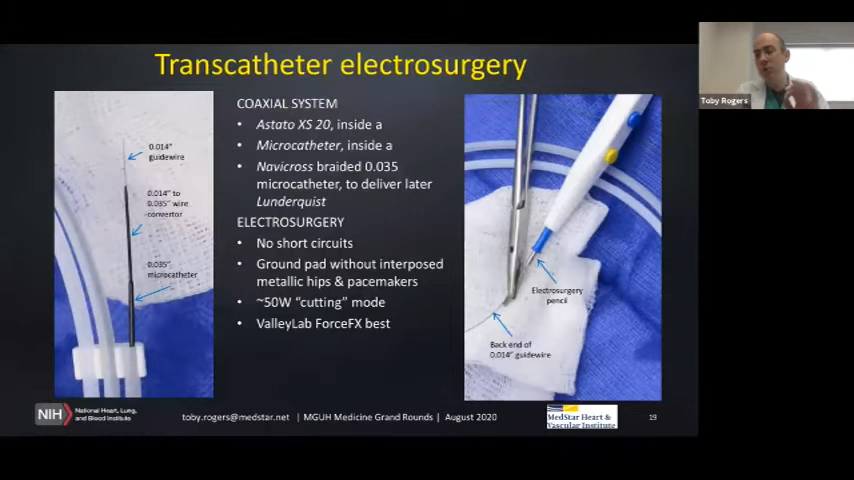 Transcatheter electrosurgery
Toby Rogers
0.014"
guidewire
0.014" to
0.035" wire
convertor
0.035"
microcatheter
COAXIAL SYSTEM
• Astato XS 20, inside a
• Microcatheter, inside a
• Navicross braided 0.035
microcatheter, to deliver later
Lunderquist
ELECTROSURGERY
• No short circuits
• Ground pad without interposed
metallic hips & pacemakers
• ~50W "cutting" mode
• ValleyLab ForceFX best
Electrosurgery
pencil
Back end of
0.014" guidewire
NIH National Heart, Lung,
and Blood Institute
toby.rogers@medstar.net | MGUH Medicine Grand Rounds | August 2020
MedStar Heart &
Vascular Institute
19